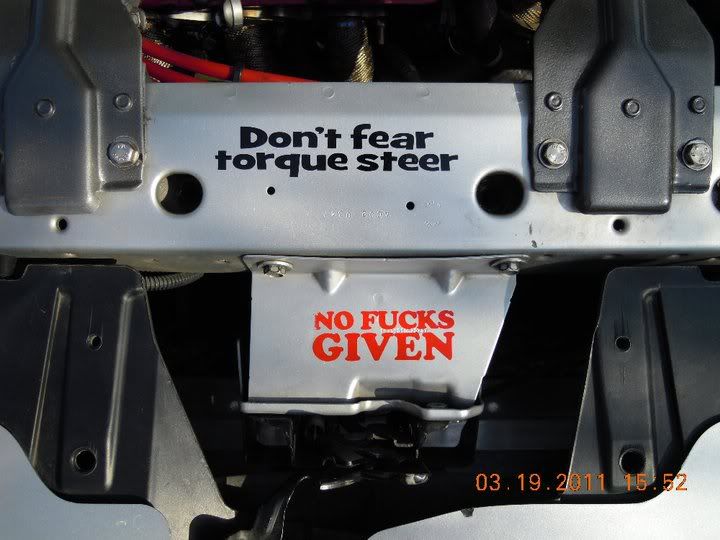 Don't fear
torque steer
NO FUCKS
GIVEN
03.19.2011 15:52